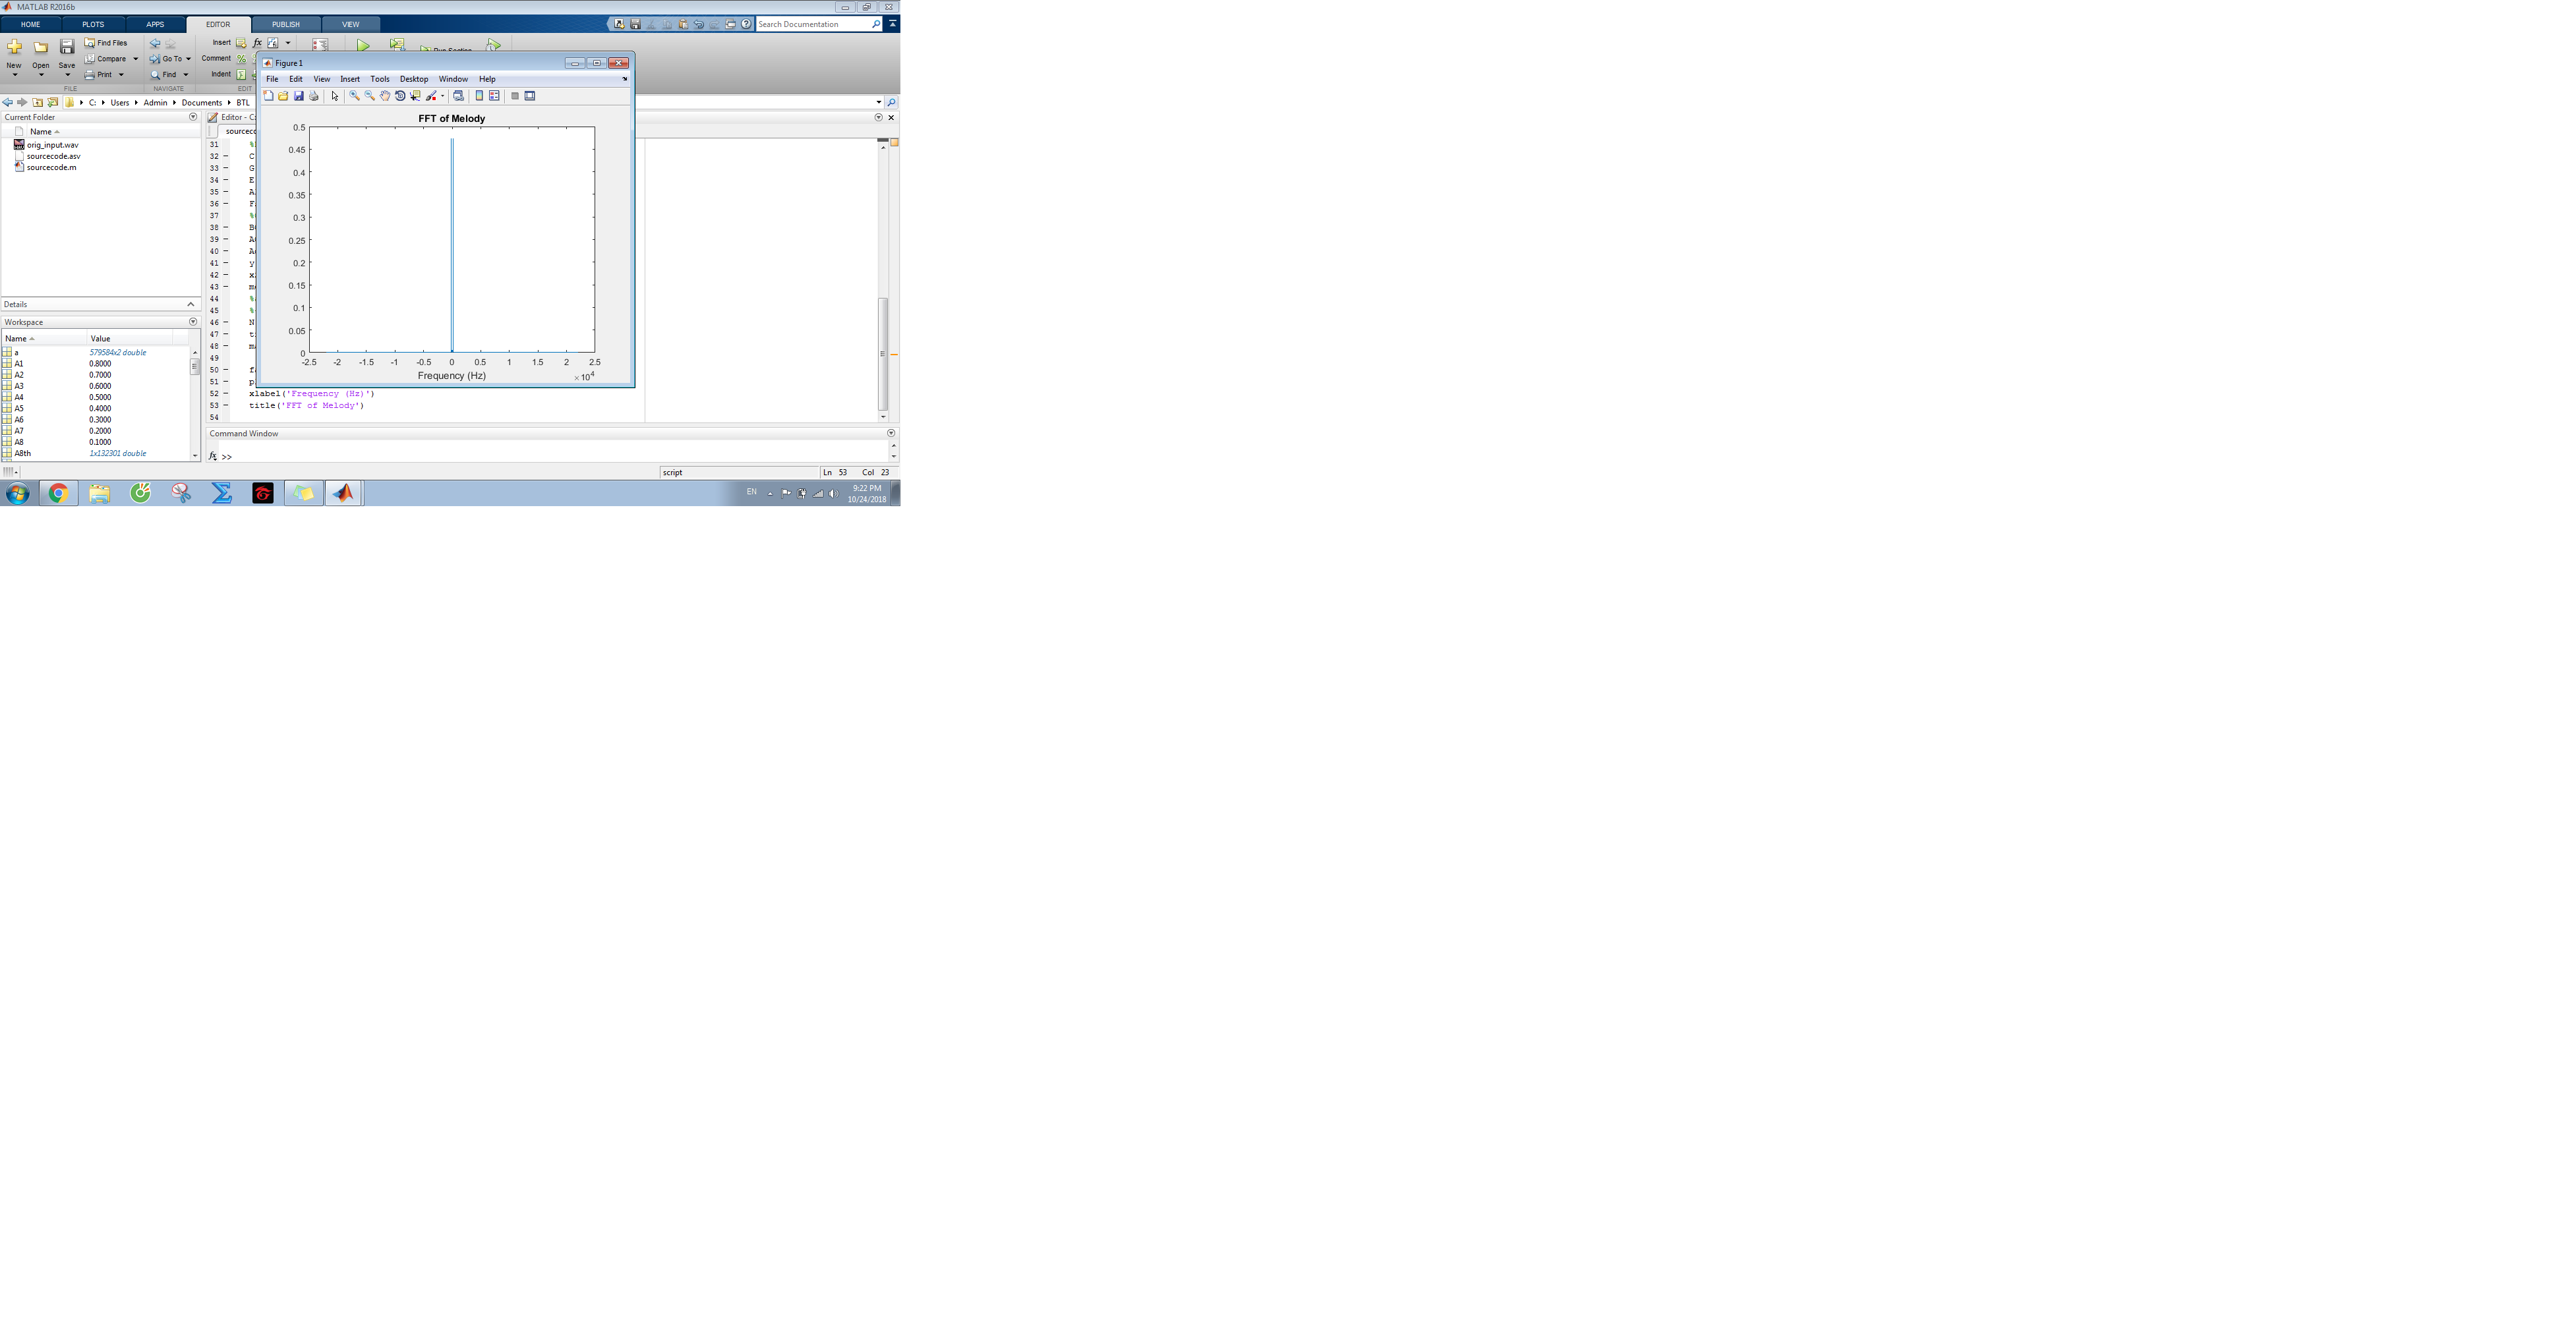 MATLAB R2016b
HOME PLOTS APPS EDITOR PUBLISH VIEW
Search Documentation
New Open Save
Find Files
Compare
Print
Go To
Find
Insert
Comment
Indent
FILE NAVIGATE EDIT
C: Users Admin Documents BTL
Current Folder
Name
orig_input.wav
sourcecode.asv
sourcecode.m
Details
Workspace
Name Value
a 579584x2 double
A1 0.8000
A2 0.7000
A3 0.6000
A4 0.5000
A5 0.4000
A6 0.3000
A7 0.2000
A8 0.1000
A8th 1x132301 double
Figure 1
File Edit View Insert Tools Desktop Window Help
FFT of Melody
0.5
0.45
0.4
0.35
0.3
0.25
0.2
0.15
0.1
0.05
0
-2.5 -2 -1.5 -1 -0.5 0 0.5 1 1.5 2 2.5
Frequency (Hz)
×10^4
31
32
33
34
35
36
37
38
39
40
41
42
43
44
45
46
47
48
49
50
51
52 xlabel('Frequency (Hz)')
53 title('FFT of Melody')
54
Command Window
fx >>
script Ln 53 Col 23
EN
9:22 PM
10/24/2018